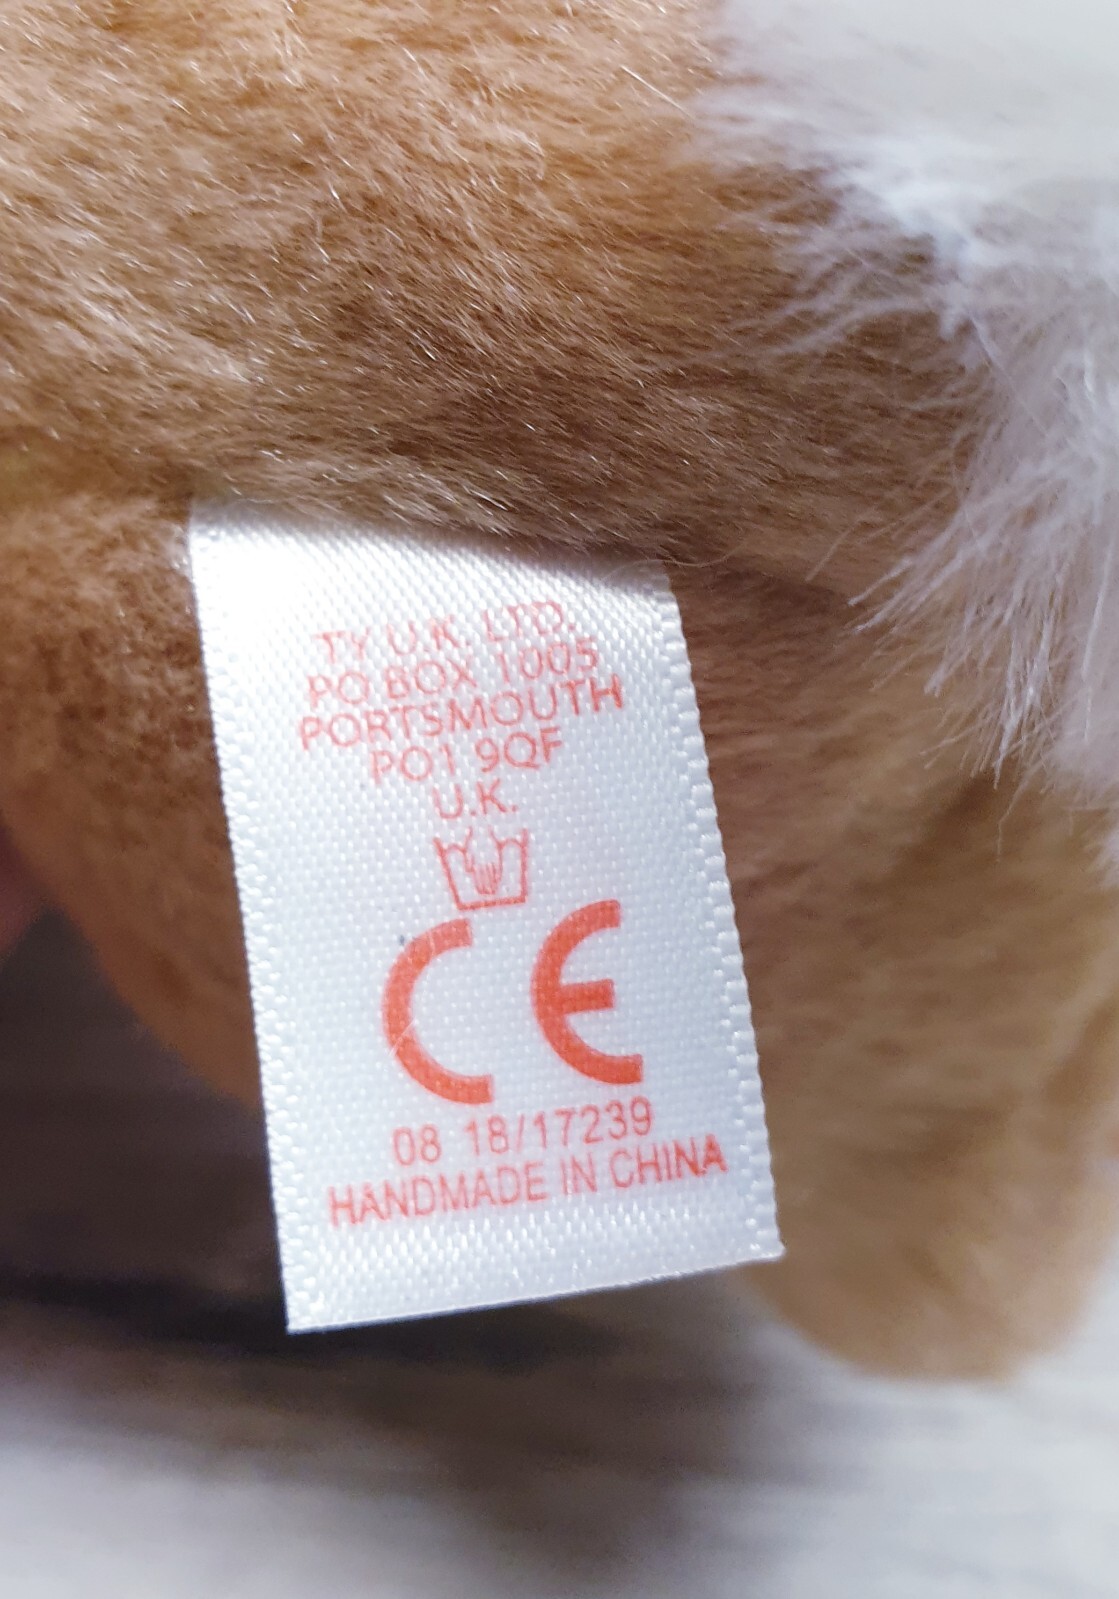 TY U.K. LTD.
PO BOX 1005
PORTSMOUTH
PO1 9QF
U.K.
CE
08 18/17239
HANDMADE IN CHINA